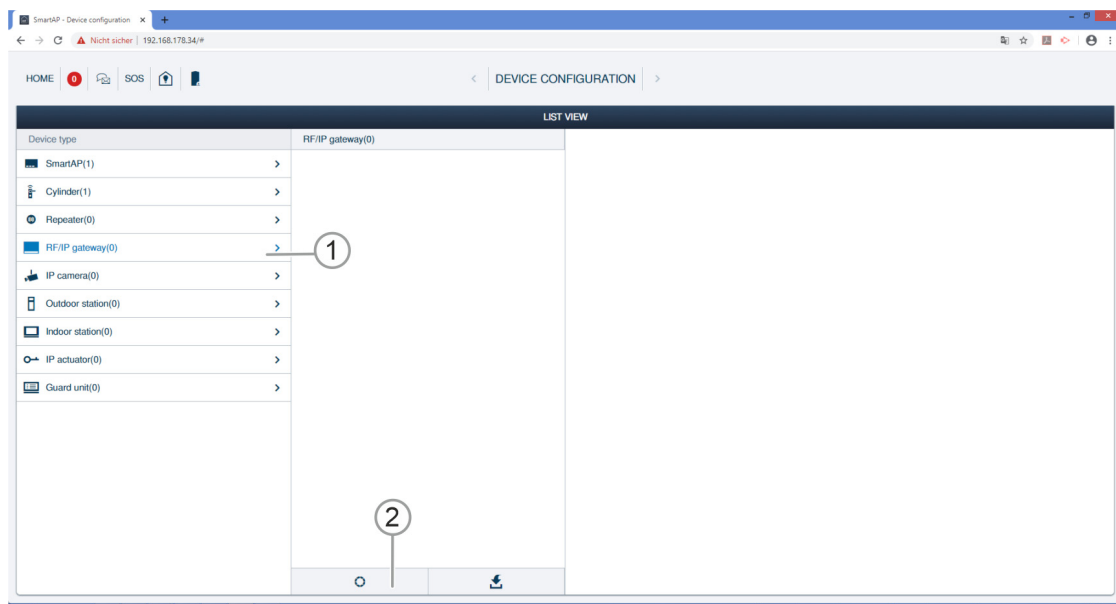 SmartAP - Device configuration
Nicht sicher | 192.168.178.34/#
HOME 0 SOS DEVICE CONFIGURATION
LIST VIEW
Device type RF/IP gateway(0)
SmartAP(1)
Cylinder(1)
Repeater(0)
RF/IP gateway(0)
1
IP camera(0)
Outdoor station(0)
Indoor station(0)
IP actuator(0)
Guard unit(0)
2